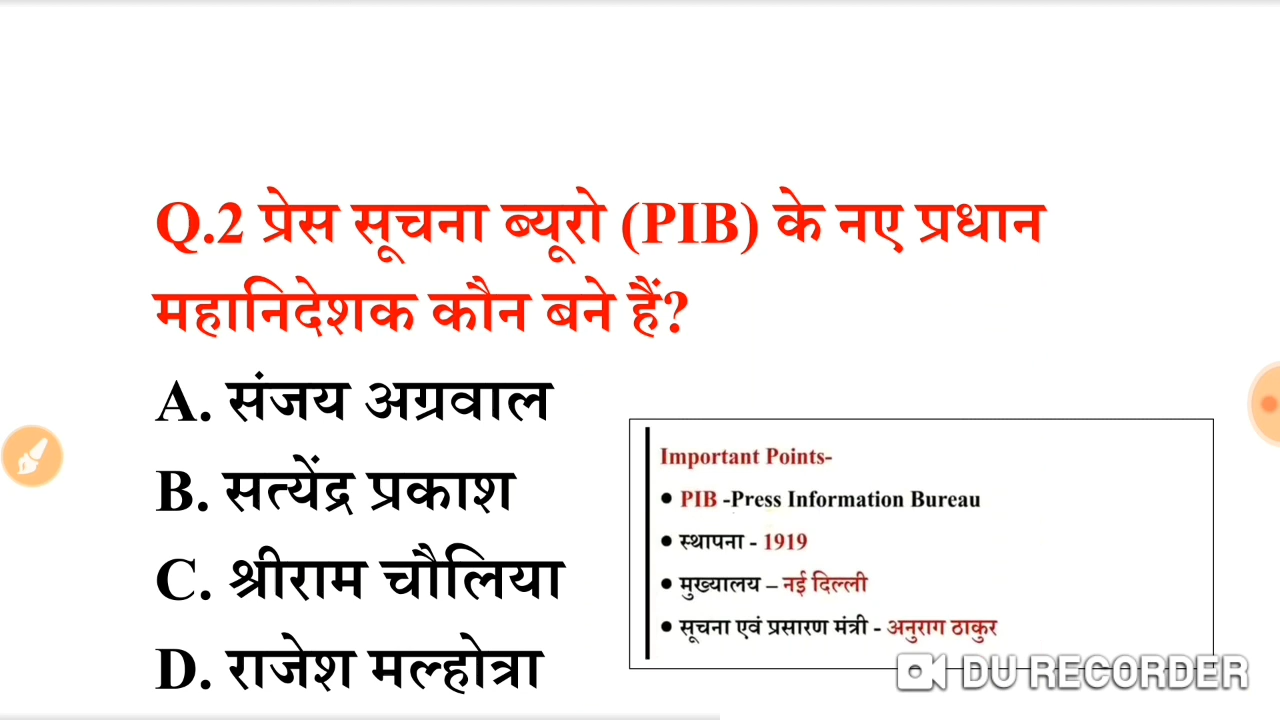 Q.2 प्रेस सूचना ब्यूरो (PIB) के नए प्रधान
महानिदेशक कौन बने हैं?
A. संजय अग्रवाल
B. सत्येंद्र प्रकाश
C. श्रीराम चौलिया
D. राजेश मल्होत्रा
Important Points-
● PIB -Press Information Bureau
● स्थापना - 1919
● मुख्यालय – नई दिल्ली
● सूचना एवं प्रसारण मंत्री - अनुराग ठाकुर
DU RECORDER